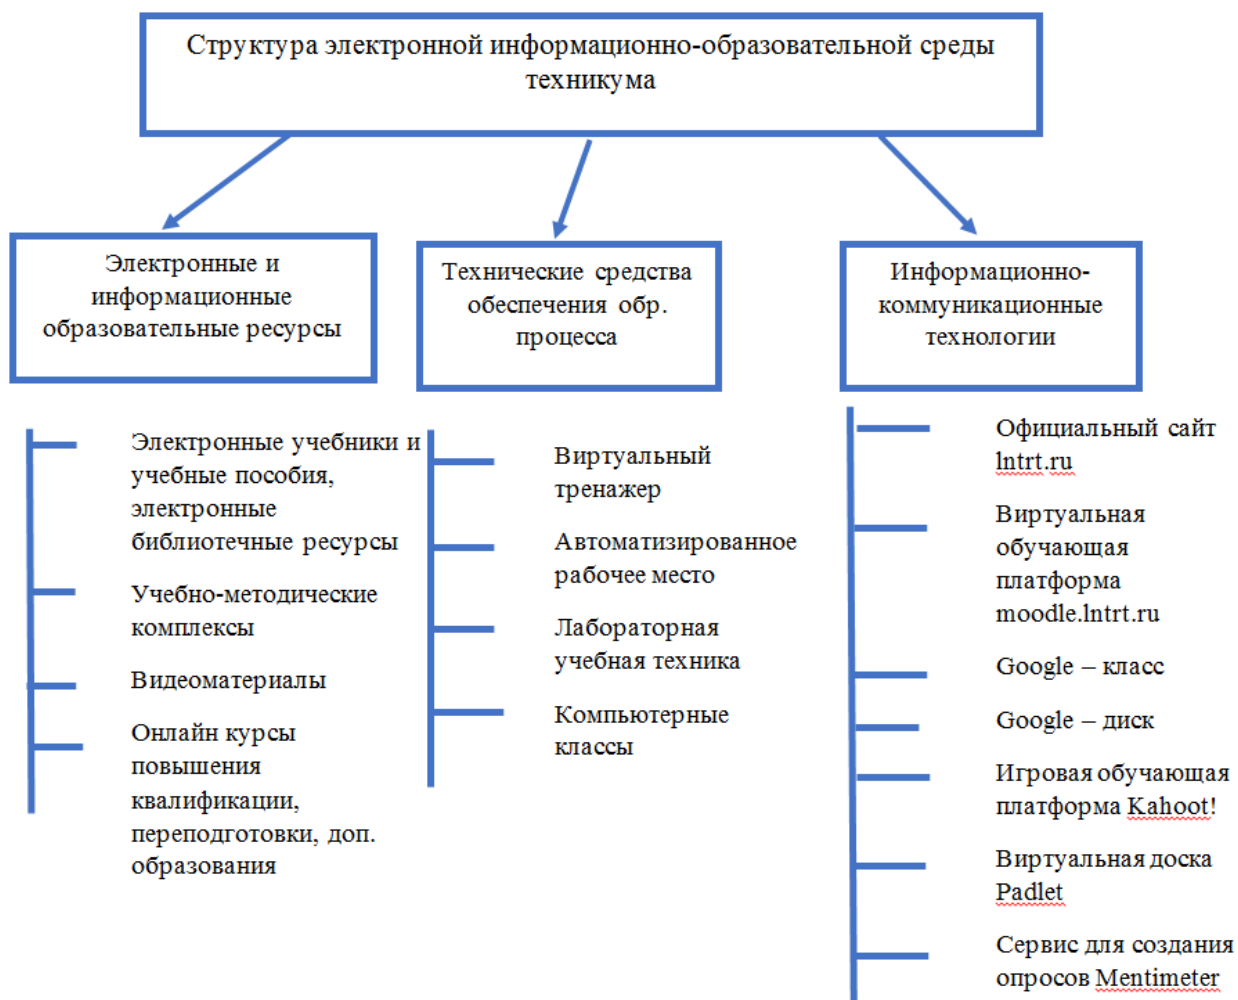 Структура электронной информационно-образовательной среды
техникума
Электронные и
информационные
образовательные ресурсы
Технические средства
обеспечения обр.
процесса
Информационно-
коммуникационные
технологии
Электронные учебники и
учебные пособия,
электронные
библиотечные ресурсы
Учебно-методические
комплексы
Видеоматериалы
Онлайн курсы
повышения
квалификации,
переподготовки, доп.
образования
Виртуальный
тренажер
Автоматизированное
рабочее место
Лабораторная
учебная техника
Компьютерные
классы
Официальный сайт
lntrt.ru
Виртуальная
обучающая
платформа
moodle.lntrt.ru
Google – класс
Google – диск
Игровая обучающая
платформа Kahoot!
Виртуальная доска
Padlet
Сервис для создания
опросов Mentimeter